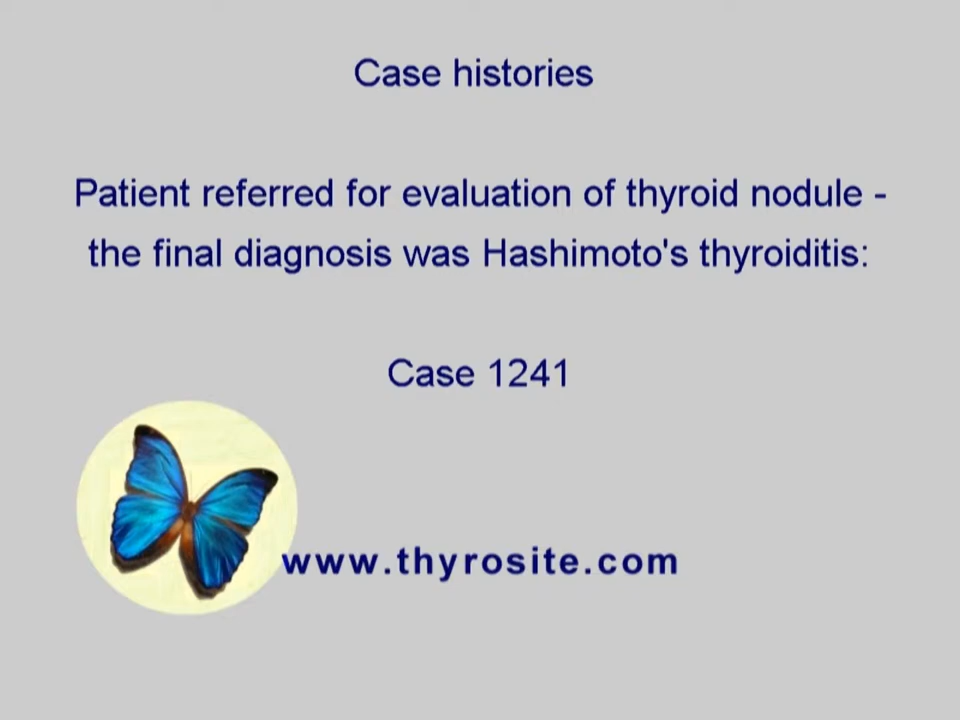 Case histories
Patient referred for evaluation of thyroid nodule -
the final diagnosis was Hashimoto's thyroiditis:
Case 1241
www.thyrosite.com